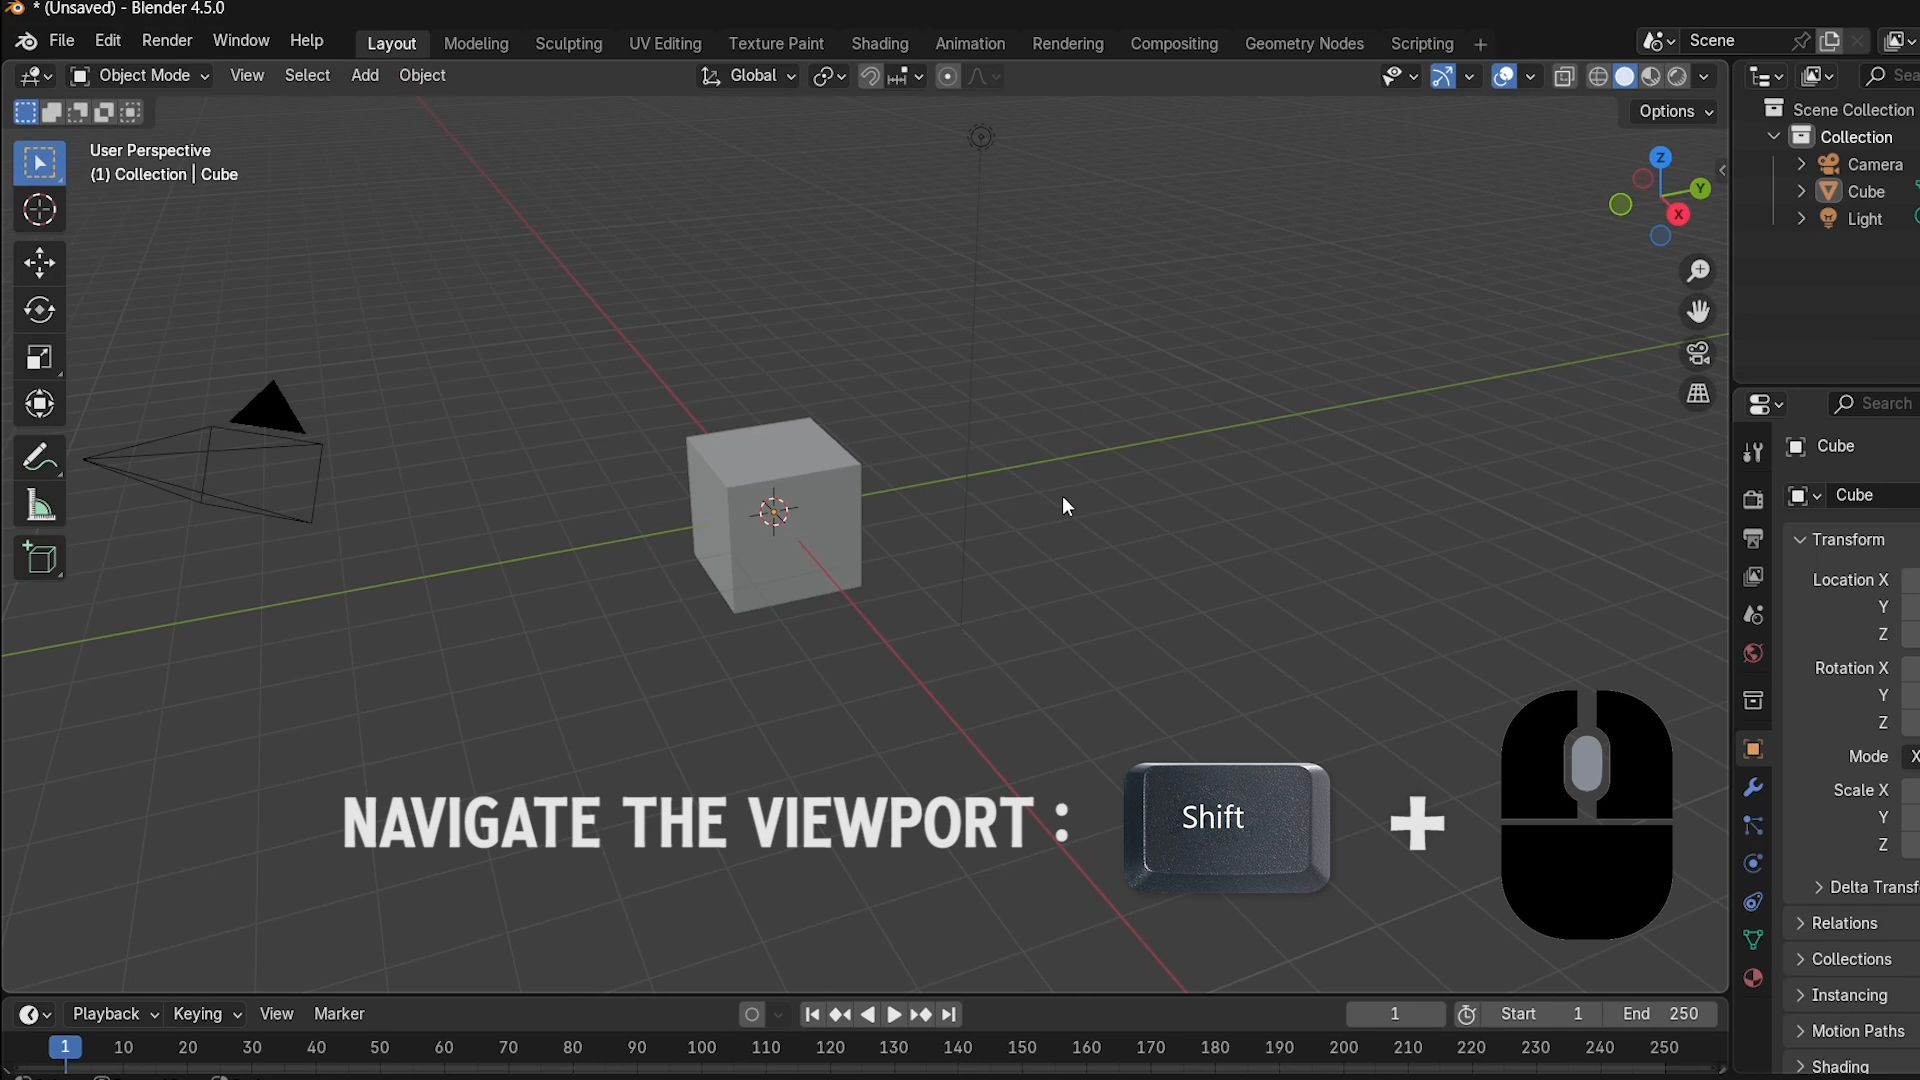 * (Unsaved) - Blender 4.5.0
File Edit Render Window Help Layout Modeling Sculpting UV Editing Texture Paint Shading Animation Rendering Compositing Geometry Nodes Scripting + Scene
Object Mode View Select Add Object Global
Options
User Perspective
(1) Collection | Cube
Z
Y
X
Scene Collection
Collection
Camera
Cube
Light
Search
Cube
Cube
Transform
Location X
Y
Z
Rotation X
Y
Z
Mode X
Scale X
Y
Z
Delta Transf
Relations
Collections
Instancing
Motion Paths
Shading
NAVIGATE THE VIEWPORT : Shift +
Playback Keying View Marker 1 Start 1 End 250
1 10 20 30 40 50 60 70 80 90 100 110 120 130 140 150 160 170 180 190 200 210 220 230 240 250